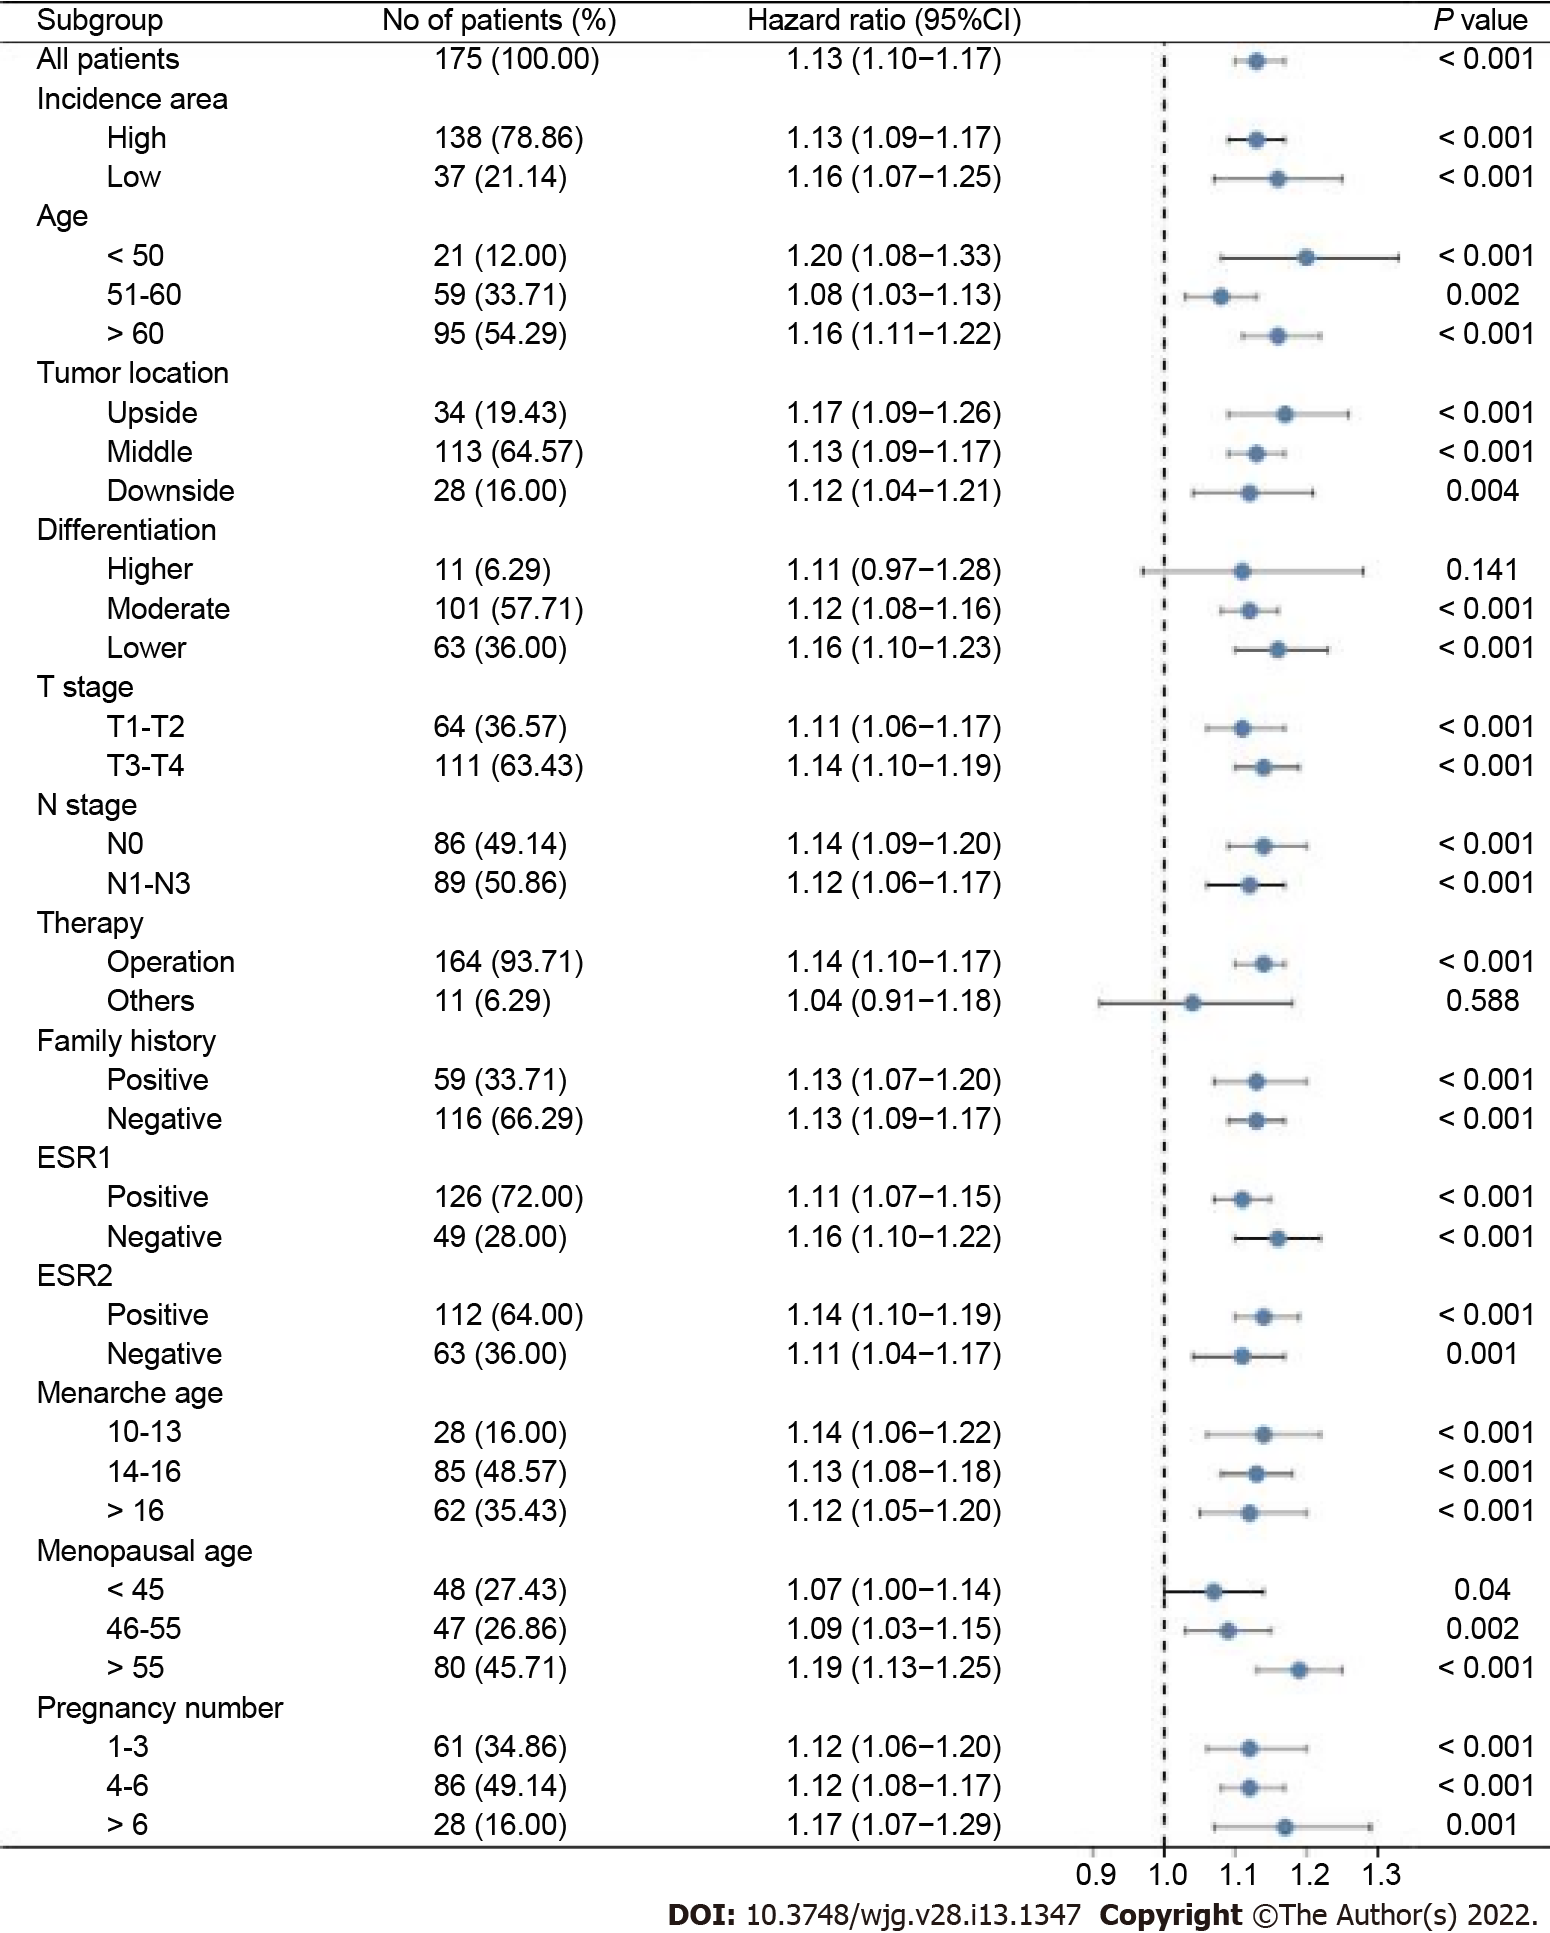 Subgroup No of patients (%) Hazard ratio (95%CI) P value
All patients 175 (100.00) 1.13 (1.10−1.17) < 0.001
Incidence area
High 138 (78.86) 1.13 (1.09−1.17) < 0.001
Low 37 (21.14) 1.16 (1.07−1.25) < 0.001
Age
< 50 21 (12.00) 1.20 (1.08−1.33) < 0.001
51-60 59 (33.71) 1.08 (1.03−1.13) 0.002
> 60 95 (54.29) 1.16 (1.11−1.22) < 0.001
Tumor location
Upside 34 (19.43) 1.17 (1.09−1.26) < 0.001
Middle 113 (64.57) 1.13 (1.09−1.17) < 0.001
Downside 28 (16.00) 1.12 (1.04−1.21) 0.004
Differentiation
Higher 11 (6.29) 1.11 (0.97−1.28) 0.141
Moderate 101 (57.71) 1.12 (1.08−1.16) < 0.001
Lower 63 (36.00) 1.16 (1.10−1.23) < 0.001
T stage
T1-T2 64 (36.57) 1.11 (1.06−1.17) < 0.001
T3-T4 111 (63.43) 1.14 (1.10−1.19) < 0.001
N stage
N0 86 (49.14) 1.14 (1.09−1.20) < 0.001
N1-N3 89 (50.86) 1.12 (1.06−1.17) < 0.001
Therapy
Operation 164 (93.71) 1.14 (1.10−1.17) < 0.001
Others 11 (6.29) 1.04 (0.91−1.18) 0.588
Family history
Positive 59 (33.71) 1.13 (1.07−1.20) < 0.001
Negative 116 (66.29) 1.13 (1.09−1.17) < 0.001
ESR1
Positive 126 (72.00) 1.11 (1.07−1.15) < 0.001
Negative 49 (28.00) 1.16 (1.10−1.22) < 0.001
ESR2
Positive 112 (64.00) 1.14 (1.10−1.19) < 0.001
Negative 63 (36.00) 1.11 (1.04−1.17) 0.001
Menarche age
10-13 28 (16.00) 1.14 (1.06−1.22) < 0.001
14-16 85 (48.57) 1.13 (1.08−1.18) < 0.001
> 16 62 (35.43) 1.12 (1.05−1.20) < 0.001
Menopausal age
< 45 48 (27.43) 1.07 (1.00−1.14) 0.04
46-55 47 (26.86) 1.09 (1.03−1.15) 0.002
> 55 80 (45.71) 1.19 (1.13−1.25) < 0.001
Pregnancy number
1-3 61 (34.86) 1.12 (1.06−1.20) < 0.001
4-6 86 (49.14) 1.12 (1.08−1.17) < 0.001
> 6 28 (16.00) 1.17 (1.07−1.29) 0.001
0.9 1.0 1.1 1.2 1.3
DOI: 10.3748/wjg.v28.i13.1347 Copyright ©The Author(s) 2022.